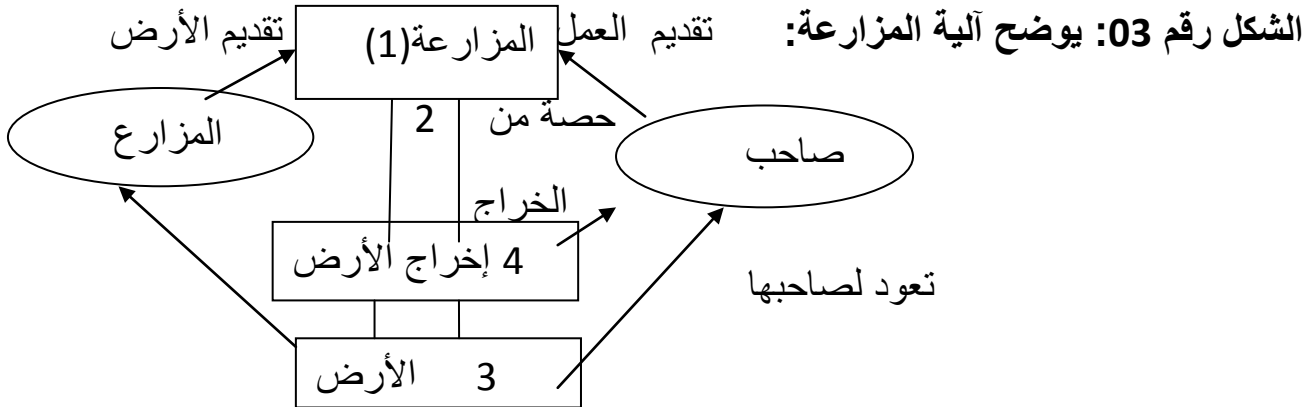 الشكل رقم 03: يوضح آلية المزارعة:
تقديم العمل
المزارعة(1)
تقديم الأرض
حصة من
2
المزارع
صاحب
الخراج
4 إخراج الأرض
تعود لصاحبها
3 الأرض